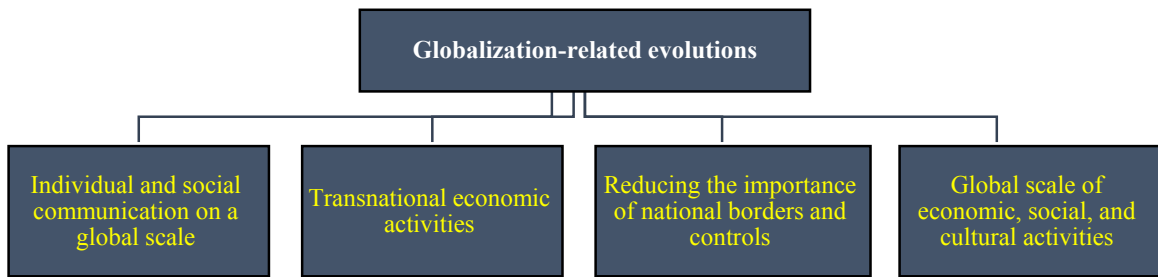 Globalization-related evolutions
Individual and social
communication on a
global scale
Transnational economic
activities
Reducing the importance
of national borders and
controls
Global scale of
economic, social, and
cultural activities